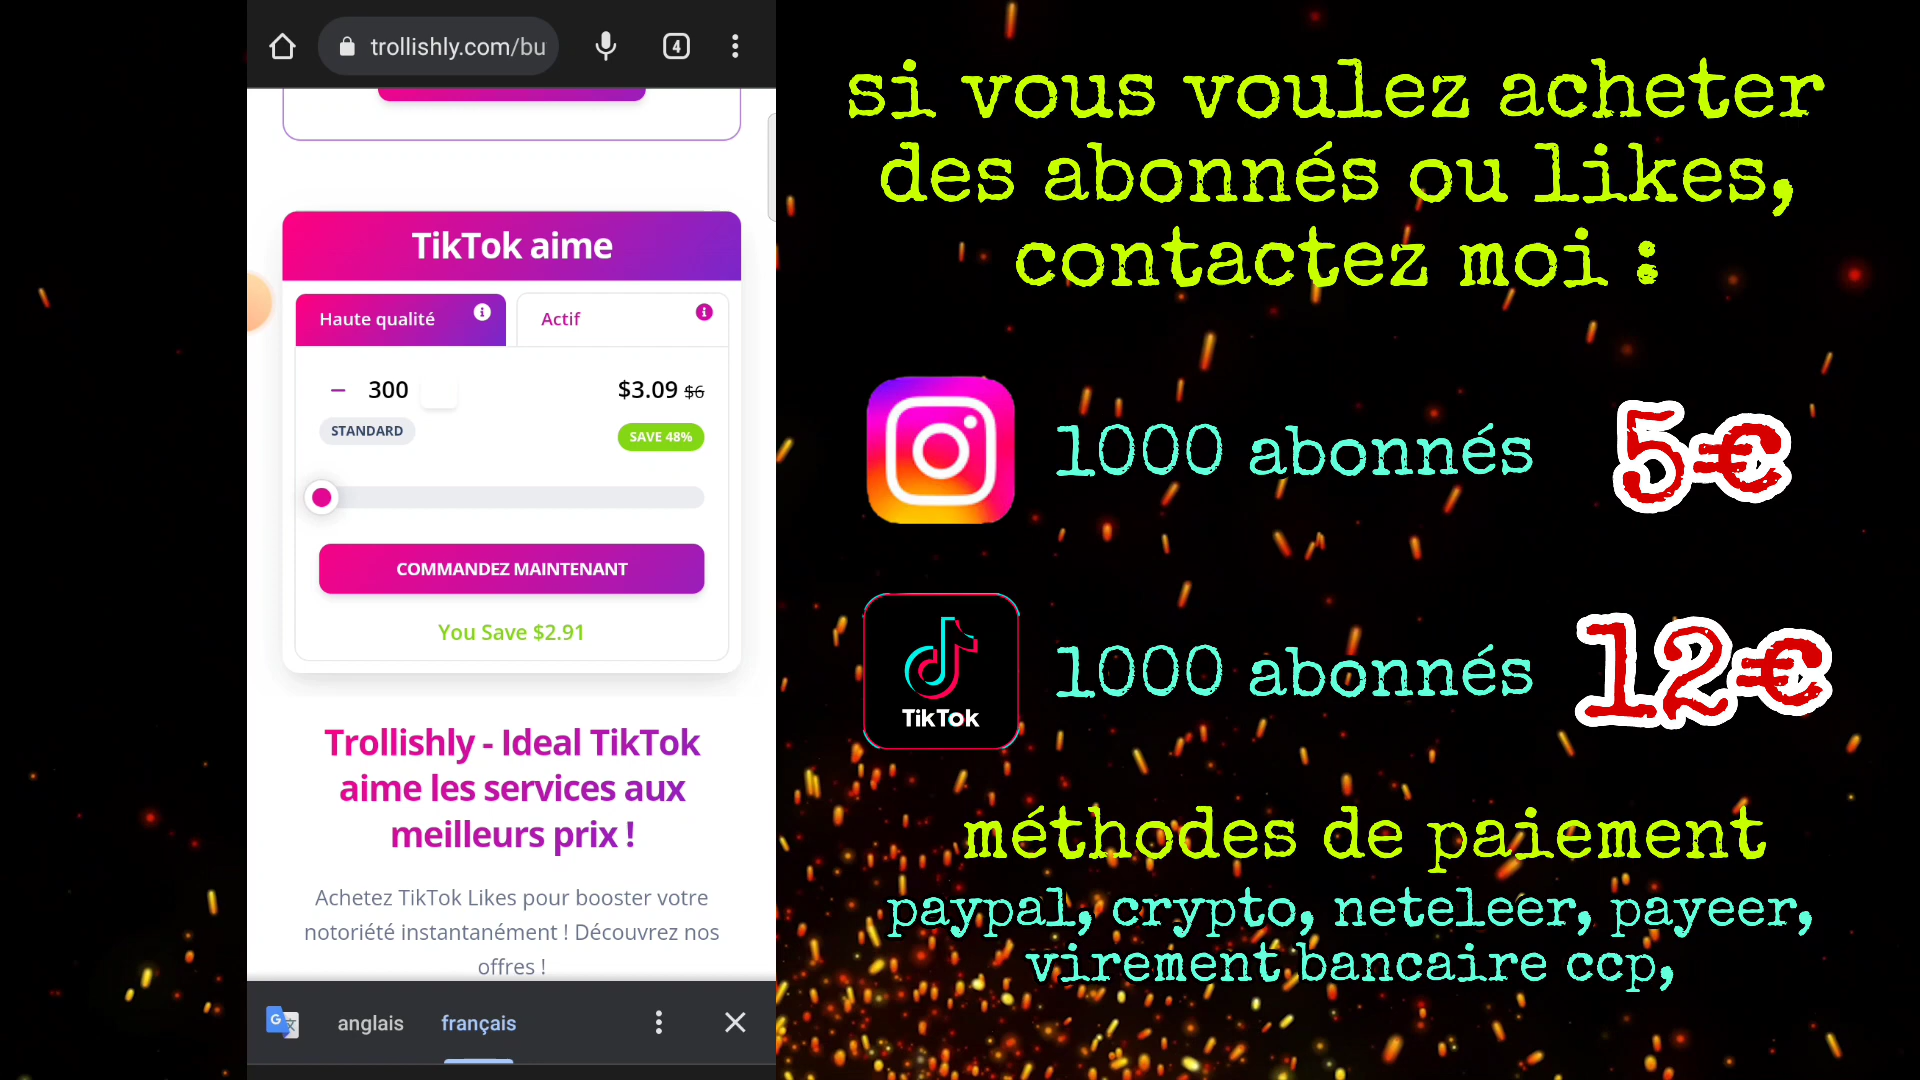 trollishly.com/bu
4
TikTok aime
Haute qualité
Actif
300
$3.09 $6
STANDARD
SAVE 48%
COMMANDEZ MAINTENANT
You Save $2.91
Trollishly - Ideal TikTok
aime les services aux
meilleurs prix !
Achetez TikTok Likes pour booster votre
notoriété instantanément ! Découvrez nos
offres !
anglais français
si vous voulez acheter
des abonnés ou likes,
contactez moi :
1000 abonnés 5€
TikTok
1000 abonnés 12€
méthodes de paiement
paypal, crypto, neteleer, payeer,
virement bancaire ccp,